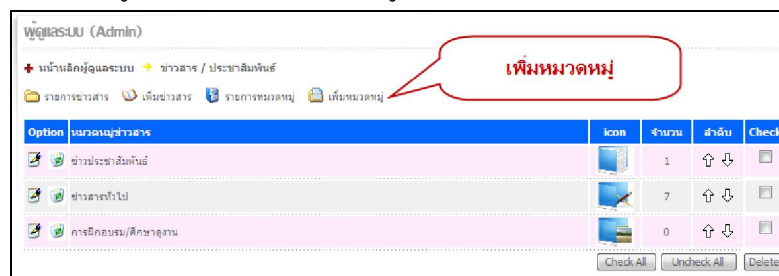 ผู้ดูแลระบบ (Admin)
หน้าหลักผู้ดูแลระบบ ข่าวสาร / ประชาสัมพันธ์
เพิ่มหมวดหมู่
รายการข่าวสาร เพิ่มข่าวสาร รายการหมวดหมู่ เพิ่มหมวดหมู่
Option หมวดหมู่ข่าวสาร icon จำนวน ลำดับ Check
ข่าวประชาสัมพันธ์ 1
ข่าวสารทั่วไป 7
การฝึกอบรม/ศึกษาดูงาน 0
Check All Uncheck All Delete